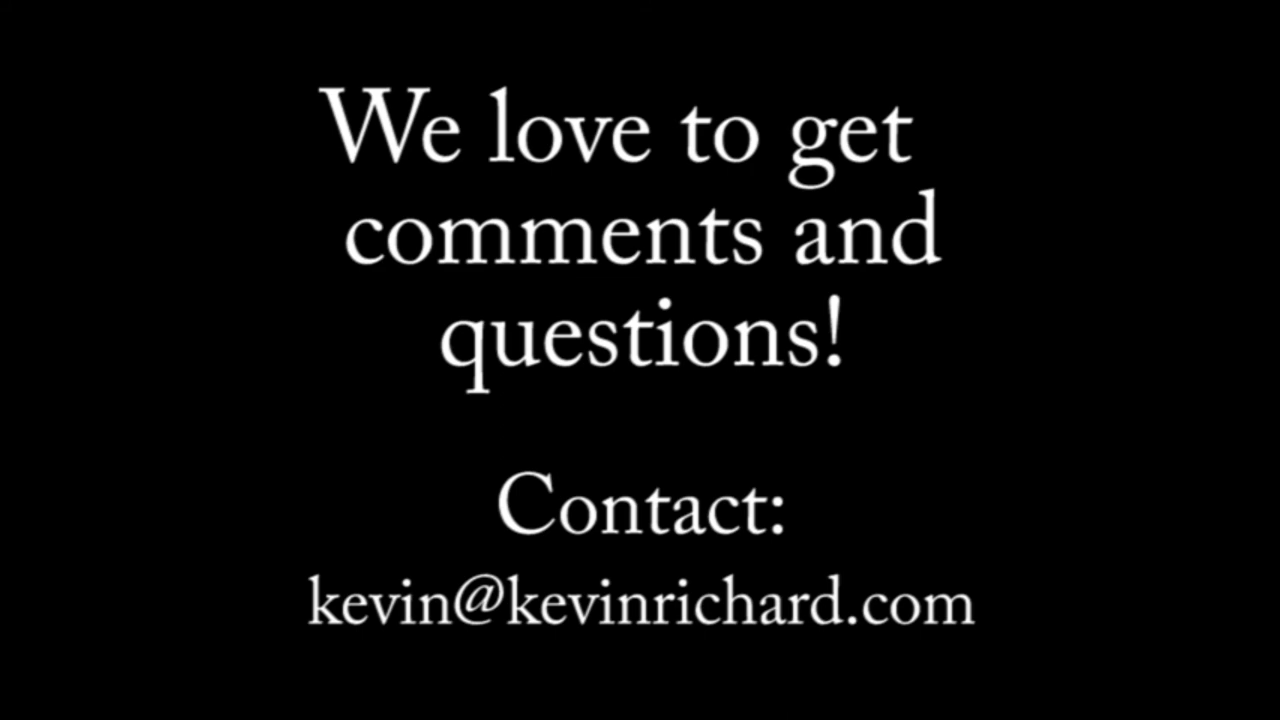 We love to get
comments and
questions!
Contact:
kevin@kevinrichard.com